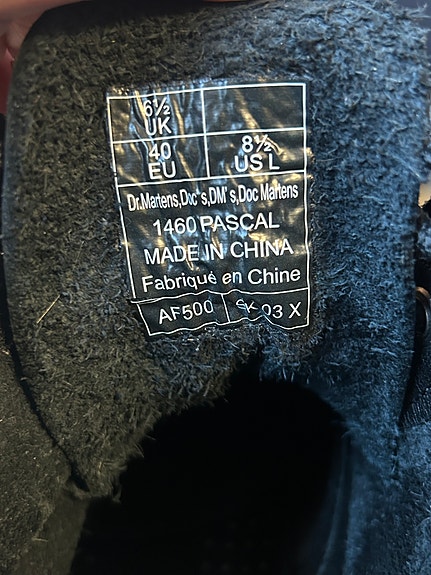 6½
UK
40
EU
8½
US L
Dr.Martens,Doc's,DM's,Doc Martens
1460 PASCAL
MADE IN CHINA
Fabriqué en Chine
AF500 03 X